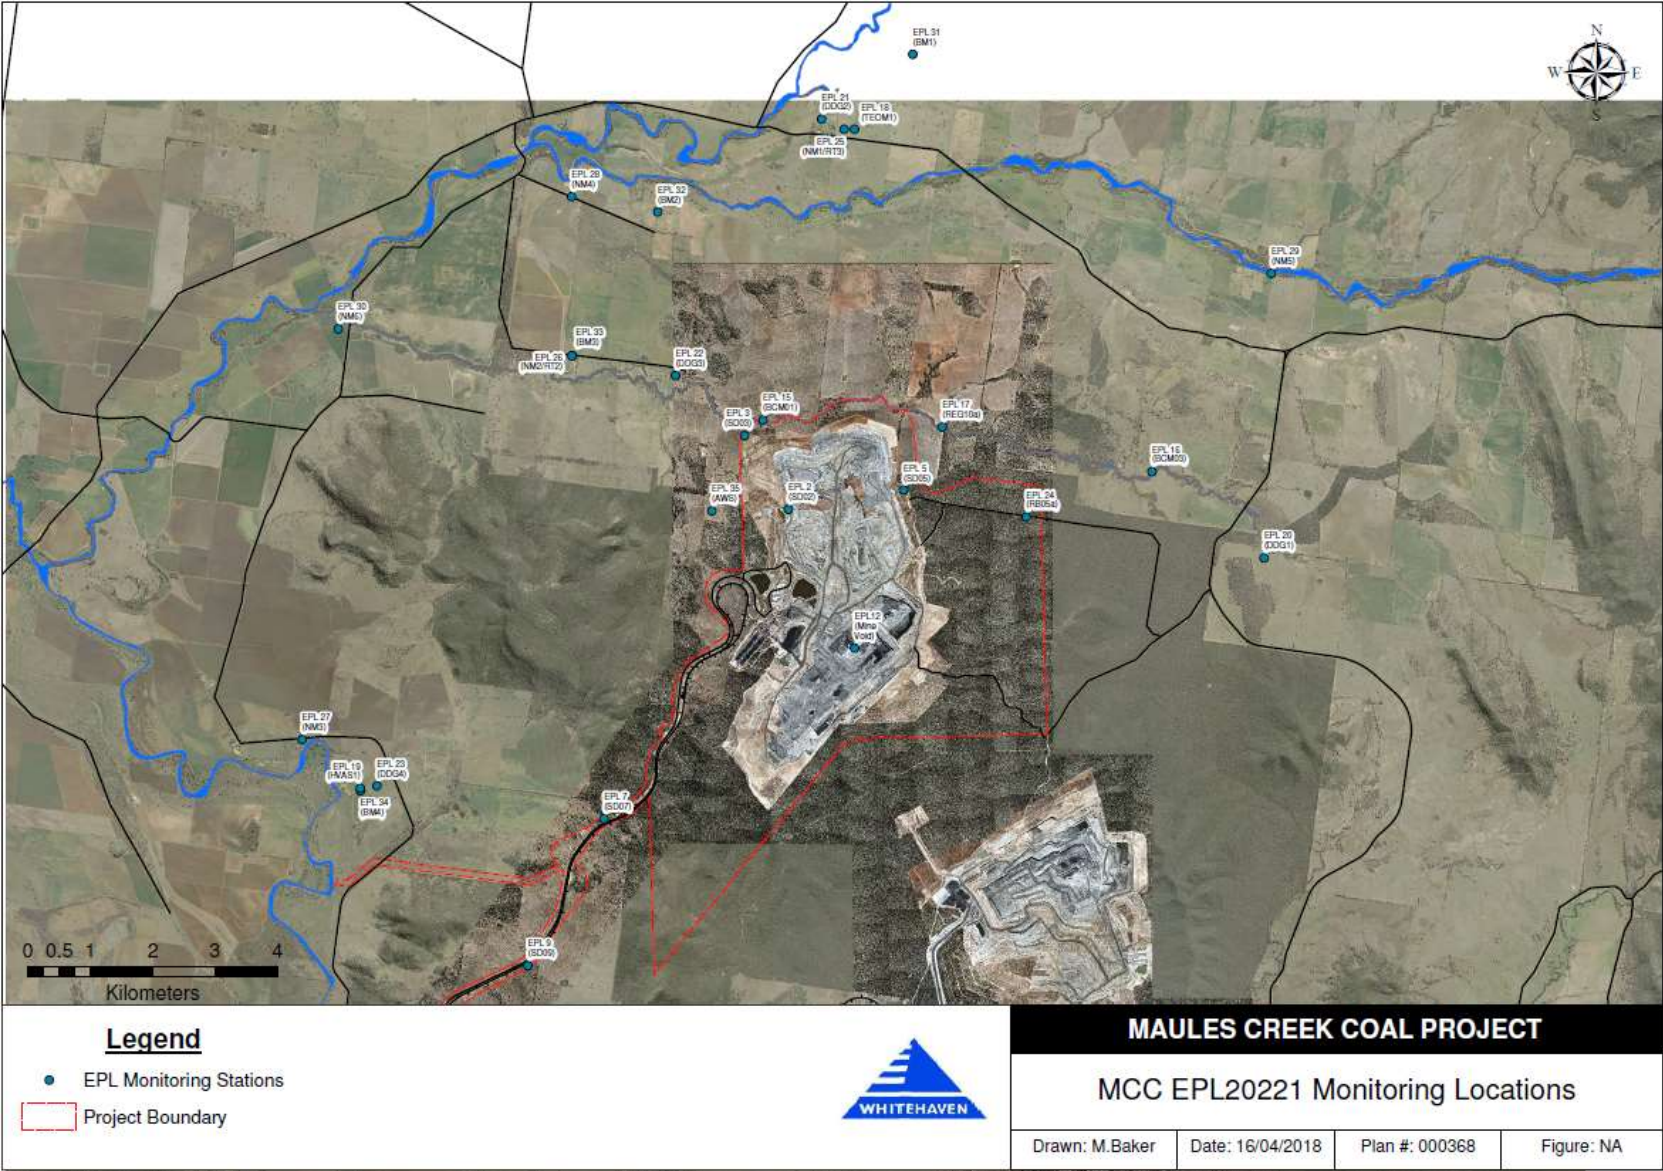 EPL 31
(BM1)
N
W
E
S
EPL 21
(DDG2)
EPL 18
(TEOM1)
EPL 25
(NM1/RT3)
EPL 28
(NM4)
EPL 32
(BM2)
EPL 29
(NM5)
EPL 30
(NM6)
EPL 33
(BM3)
EPL 26
(NM2/RT2)
EPL 22
(DDG3)
EPL 15
(BCM01)
EPL 3
(SD03)
EPL 17
(REG10a)
EPL 16
(BCM03)
EPL 5
(SD05)
EPL 35
(AWS)
EPL 2
(SD02)
EPL 24
(RB05a)
EPL 20
(DDG1)
EPL12
(Mine
Void)
EPL 27
(NM3)
EPL 19
(HVAS1)
EPL 23
(DDG4)
EPL 34
(BM4)
EPL 7
(SD07)
EPL 9
(SD09)
0 0.5 1 2 3 4
Kilometers
Legend
EPL Monitoring Stations
Project Boundary
WHITEHAVEN
MAULES CREEK COAL PROJECT
MCC EPL20221 Monitoring Locations
Drawn: M.Baker
Date: 16/04/2018
Plan #: 000368
Figure: NA